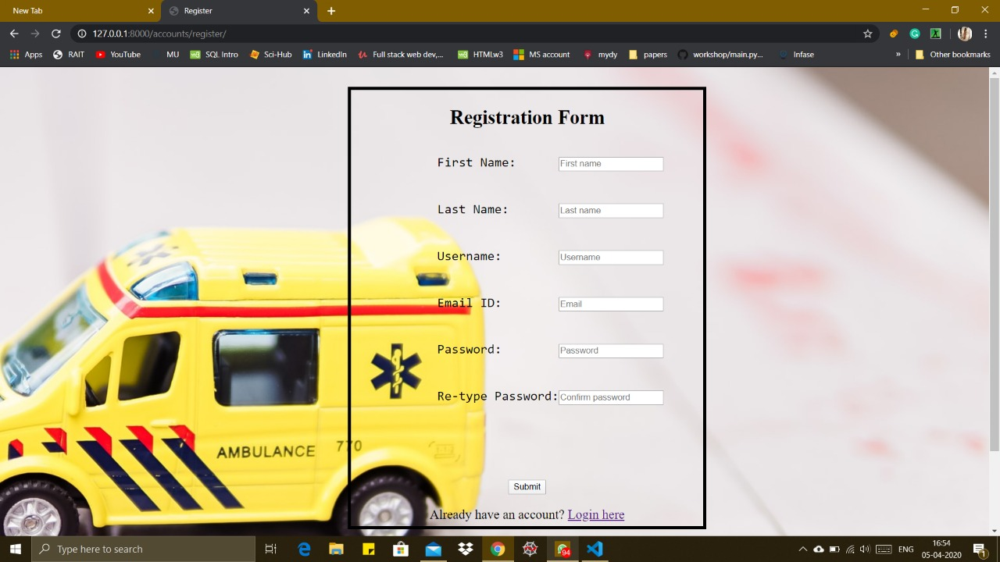 New Tab
Register
127.0.0.1:8000/accounts/register/
Apps RAIT YouTube MU SQL Intro Sci-Hub LinkedIn Full stack web dev,... HTMLw3 MS account mydy papers workshop/main.py... Infase » Other bookmarks
Registration Form
First Name: First name
Last Name: Last name
Username: Username
Email ID: Email
Password: Password
Re-type Password: Confirm password
AMBULANCE 770
Submit
Already have an account? Login here
Type here to search
94
ENG
16:54
05-04-2020
1